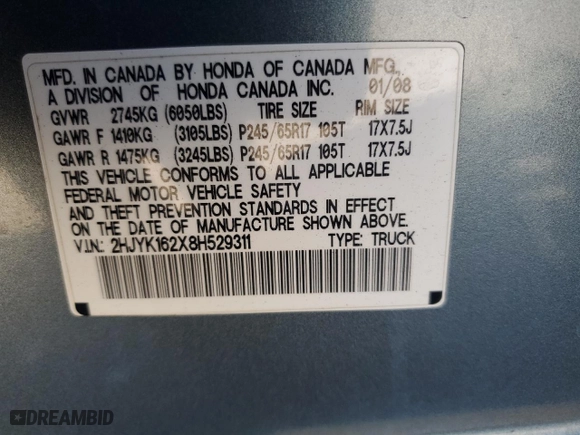 MFD. IN CANADA BY HONDA OF CANADA MFG.,
A DIVISION OF HONDA CANADA INC. 01/08
GVWR 2745KG (6050LBS) TIRE SIZE RIM SIZE
GAWR F 1410KG (3105LBS) P245/65R17 105T 17X7.5J
GAWR R 1475KG (3245LBS) P245/65R17 105T 17X7.5J
THIS VEHICLE CONFORMS TO ALL APPLICABLE
FEDERAL MOTOR VEHICLE SAFETY
AND THEFT PREVENTION STANDARDS IN EFFECT
ON THE DATE OF MANUFACTURE SHOWN ABOVE.
V.I.N.: 2HJYK162X8H529311 TYPE: TRUCK
DREAMBID